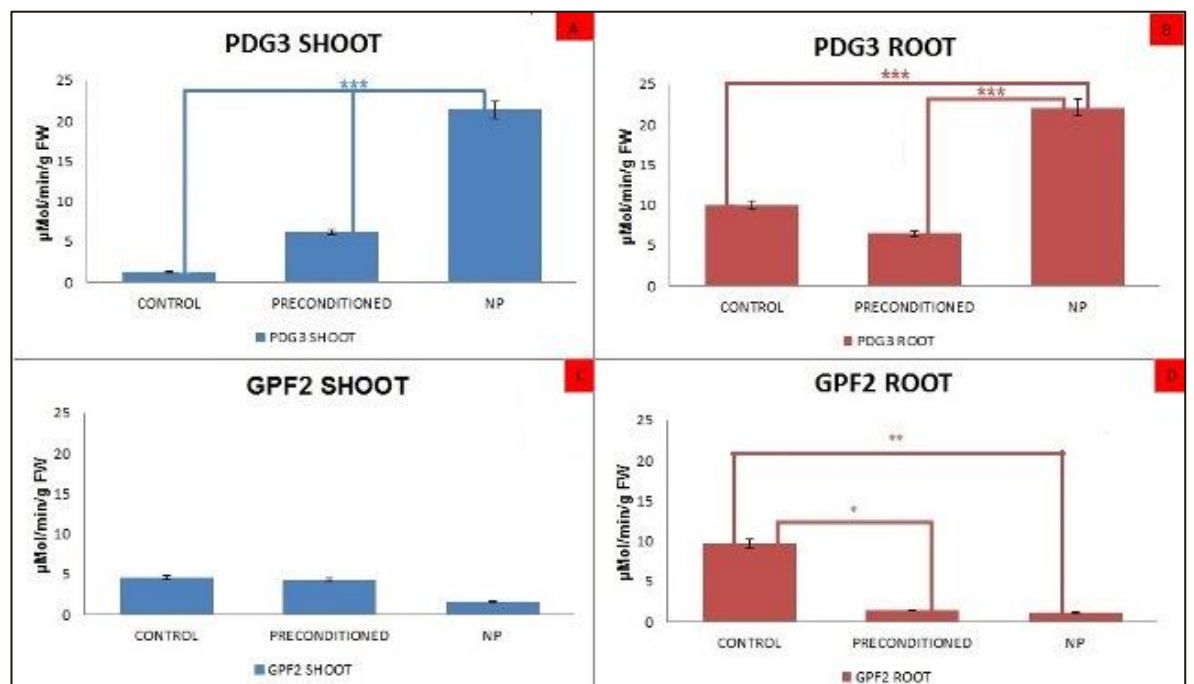 A
PDG3 SHOOT
***
25
20
15
10
5
0
µMol/min/g FW
CONTROL PRECONDITIONED NP
PDG3 SHOOT
B
PDG3 ROOT
***
***
25
20
15
10
5
0
µMol/min/g FW
CONTROL PRECONDITIONED NP
PDG3 ROOT
C
GPF2 SHOOT
25
20
15
10
5
0
µMol/min/g FW
CONTROL PRECONDITIONED NP
GPF2 SHOOT
D
GPF2 ROOT
**
*
25
20
15
10
5
0
µMol/min/g FW
CONTROL PRECONDITIONED NP
GPF2 ROOT